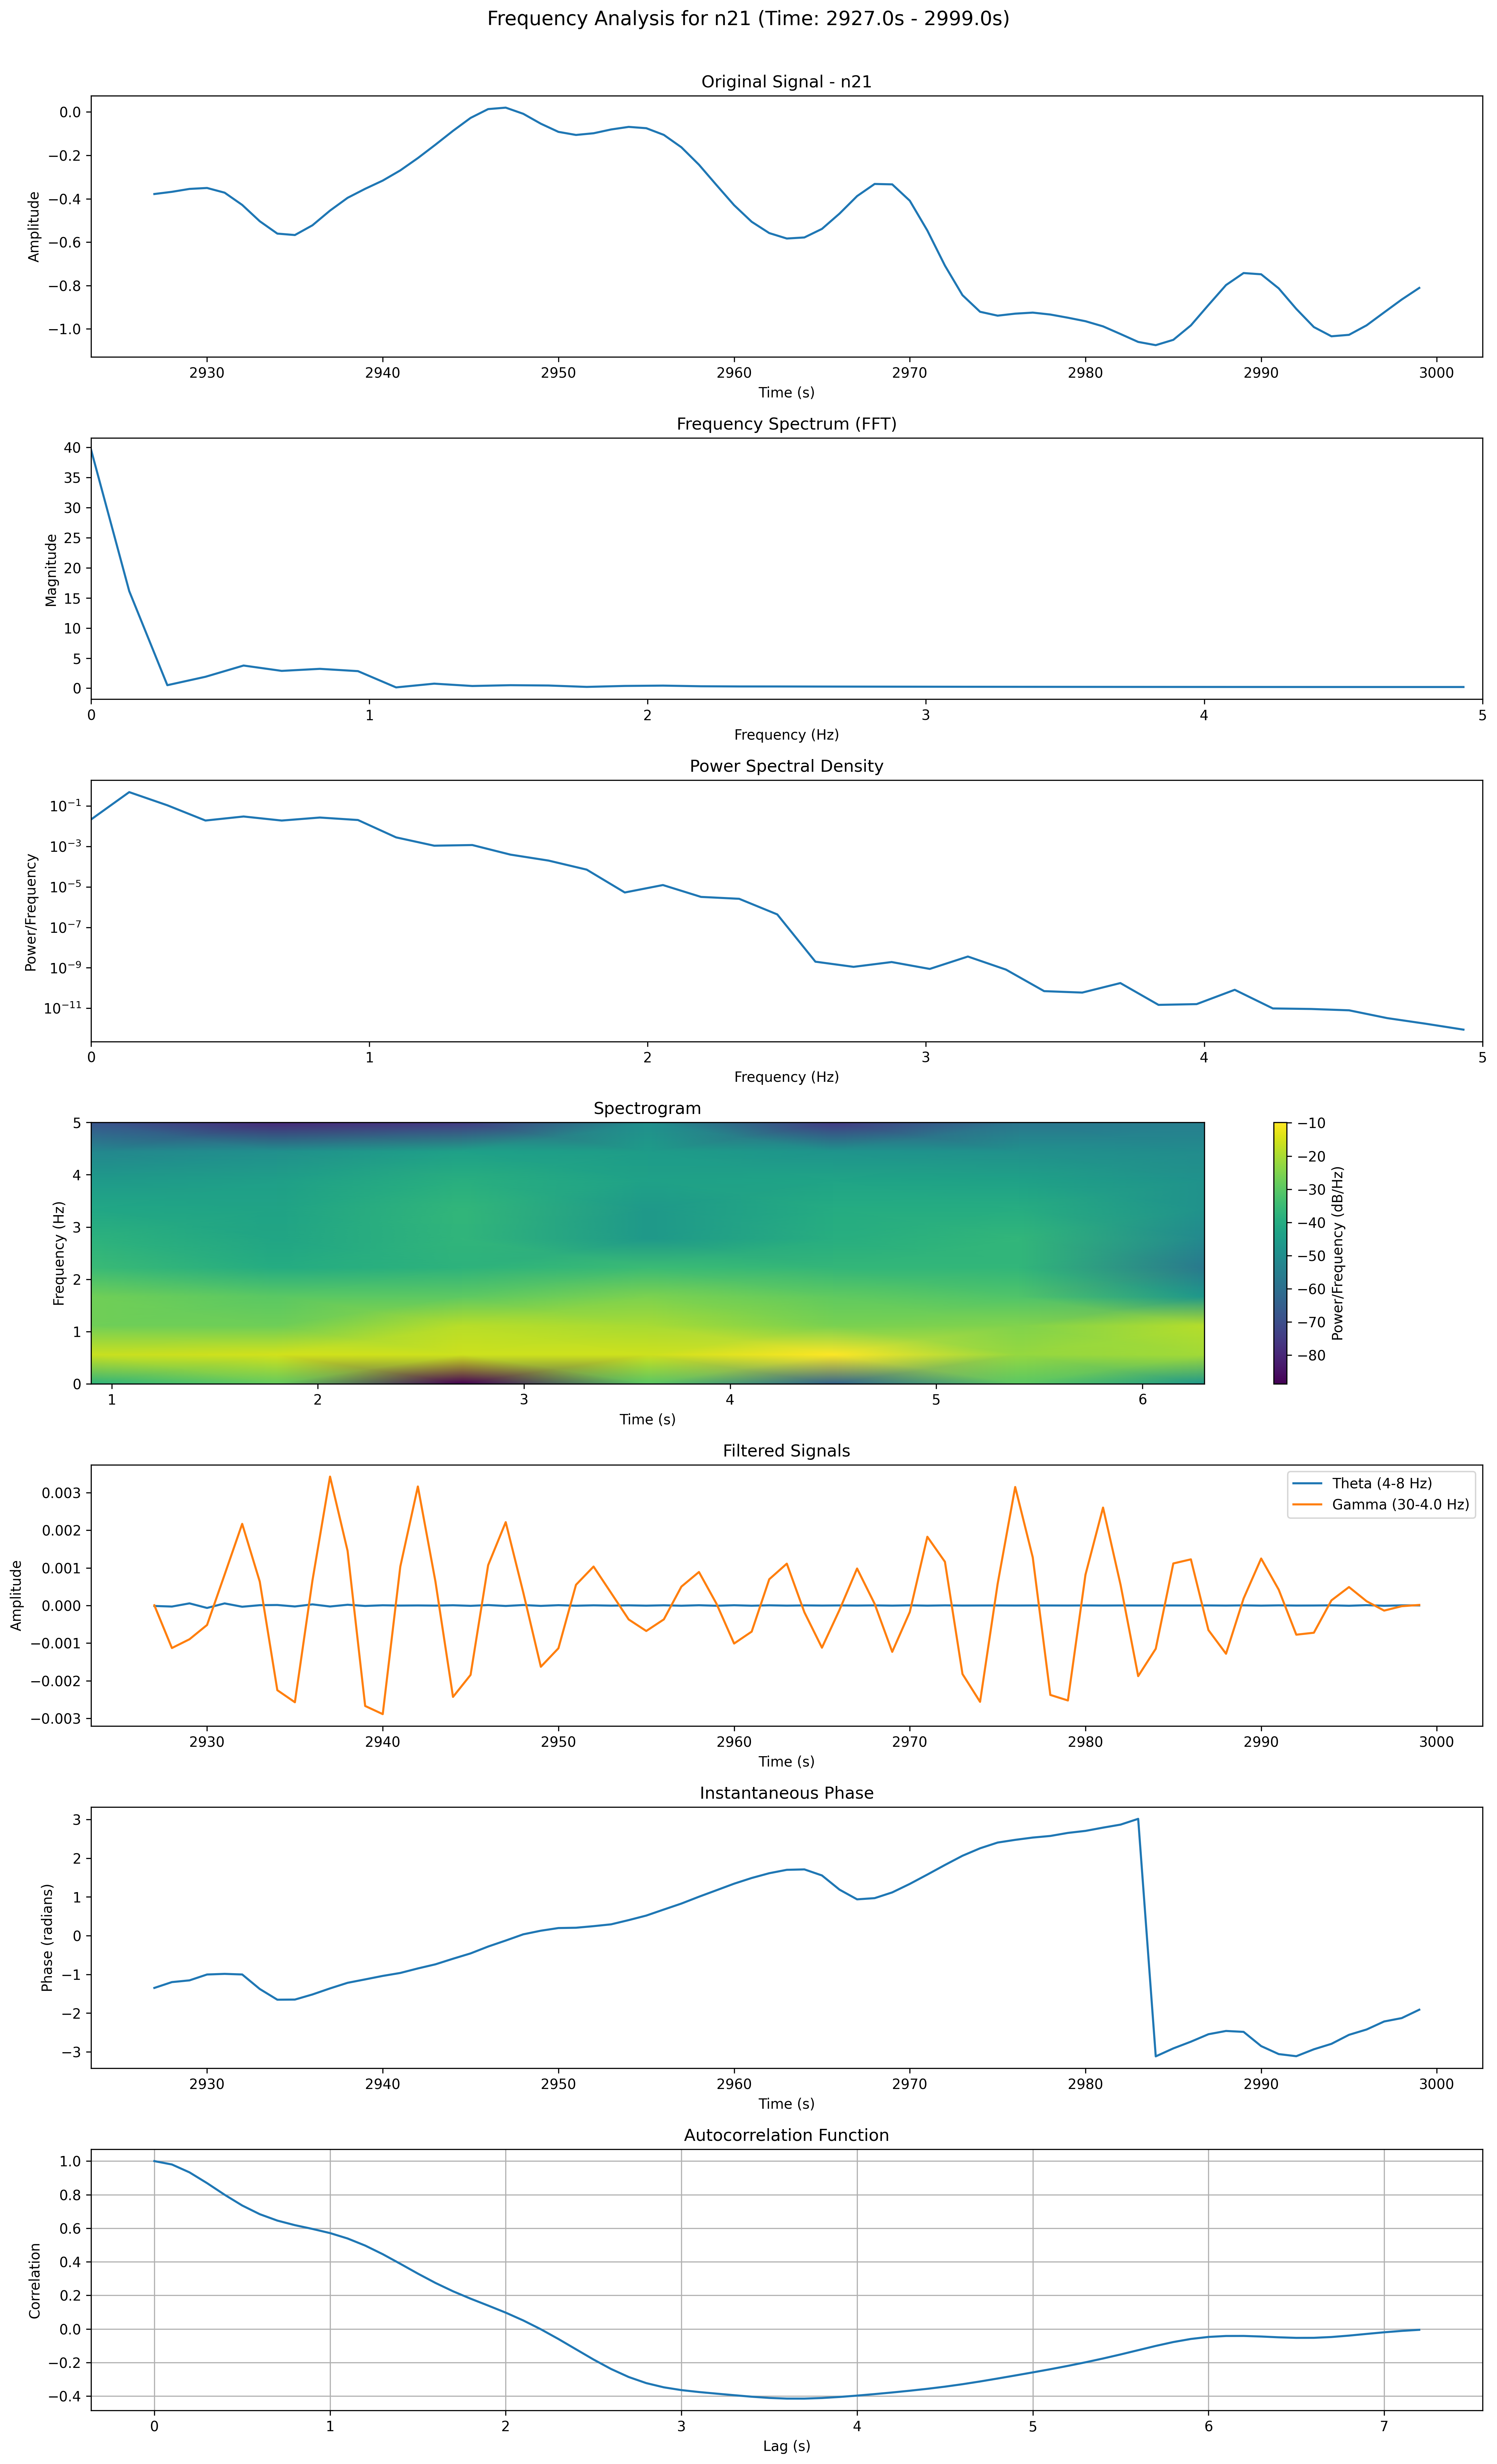 Frequency Analysis for n21 (Time: 2927.0s - 2999.0s)
Original Signal - n21
Amplitude
0.0
−0.2
−0.4
−0.6
−0.8
−1.0
2930 2940 2950 2960 2970 2980 2990 3000
Time (s)
Frequency Spectrum (FFT)
Magnitude
40
35
30
25
20
15
10
5
0
0 1 2 3 4 5
Frequency (Hz)
Power Spectral Density
Power/Frequency
10⁻¹
10⁻³
10⁻⁵
10⁻⁷
10⁻⁹
10⁻¹¹
0 1 2 3 4 5
Frequency (Hz)
Spectrogram
Frequency (Hz)
5
4
3
2
1
0
1 2 3 4 5 6
Time (s)
−10
−20
−30
−40
−50
−60
−70
−80
Power/Frequency (dB/Hz)
Filtered Signals
Theta (4-8 Hz)
Gamma (30-4.0 Hz)
Amplitude
0.003
0.002
0.001
0.000
−0.001
−0.002
−0.003
2930 2940 2950 2960 2970 2980 2990 3000
Time (s)
Instantaneous Phase
Phase (radians)
3
2
1
0
−1
−2
−3
2930 2940 2950 2960 2970 2980 2990 3000
Time (s)
Autocorrelation Function
Correlation
1.0
0.8
0.6
0.4
0.2
0.0
−0.2
−0.4
0 1 2 3 4 5 6 7
Lag (s)